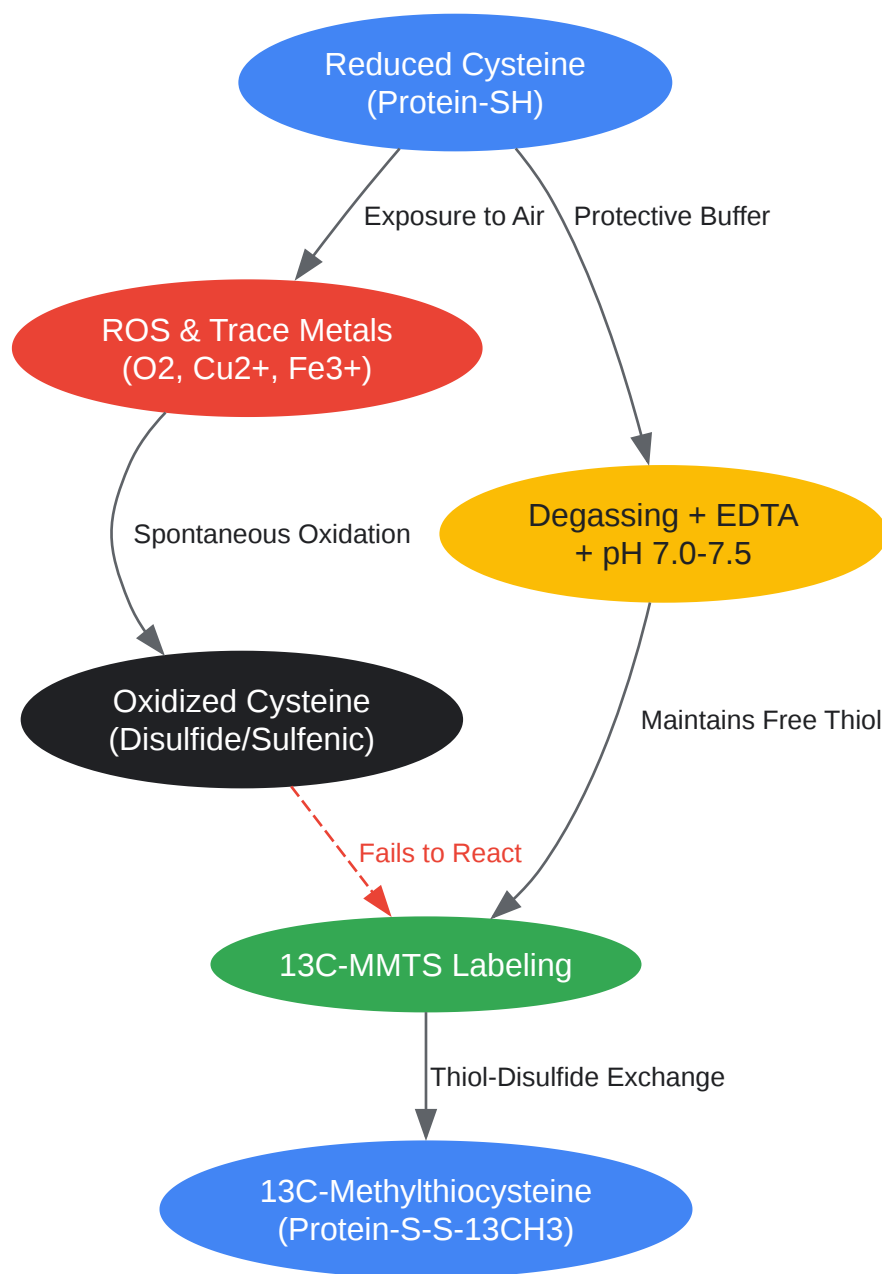 Reduced Cysteine
(Protein-SH)
Exposure to Air
Protective Buffer
ROS & Trace Metals
(O2, Cu2+, Fe3+)
Spontaneous Oxidation
Degassing + EDTA
+ pH 7.0-7.5
Oxidized Cysteine
(Disulfide/Sulfenic)
Maintains Free Thiol
Fails to React
13C-MMTS Labeling
Thiol-Disulfide Exchange
13C-Methylthiocysteine
(Protein-S-S-13CH3)